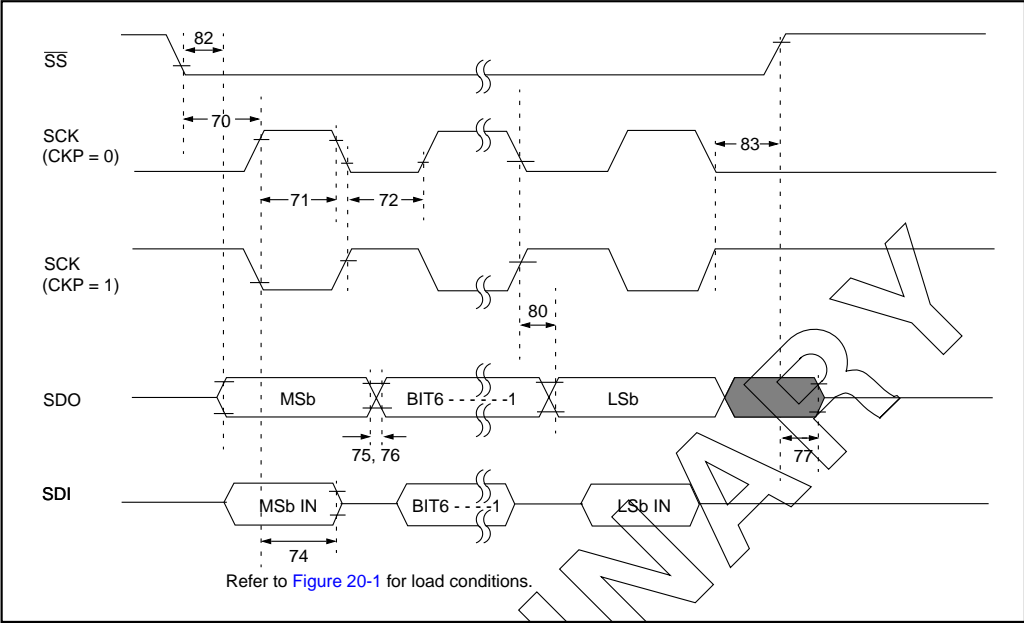 82
SS
70
SCK
(CKP = 0)
83
71
72
SCK
(CKP = 1)
80
SDO
MSb
BIT6 - - - - - -1
LSb
75, 76
77
SDI
MSb IN
BIT6 - - - -1
LSb IN
74
Refer to Figure 20-1 for load conditions.
INARY